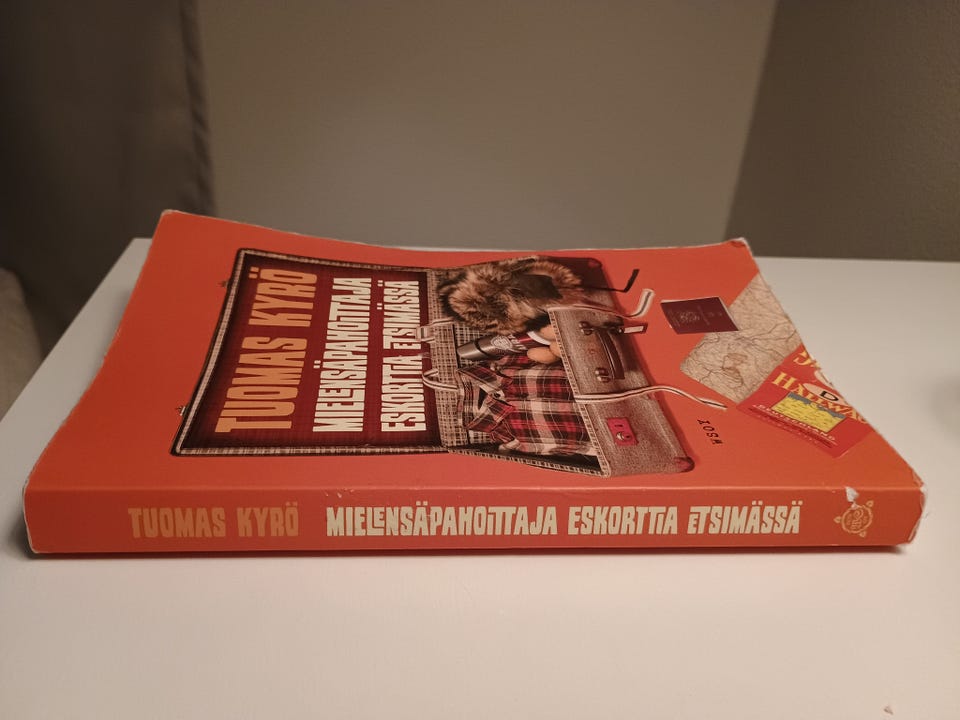 TUOMAS KYRÖ
MIELENSÄPAHOITTAJA
ESKORTTIA ETSIMÄSSÄ
WSOY
TUOMAS KYRÖ MIELENSÄPAHOITTAJA ESKORTTIA ETSIMÄSSÄ